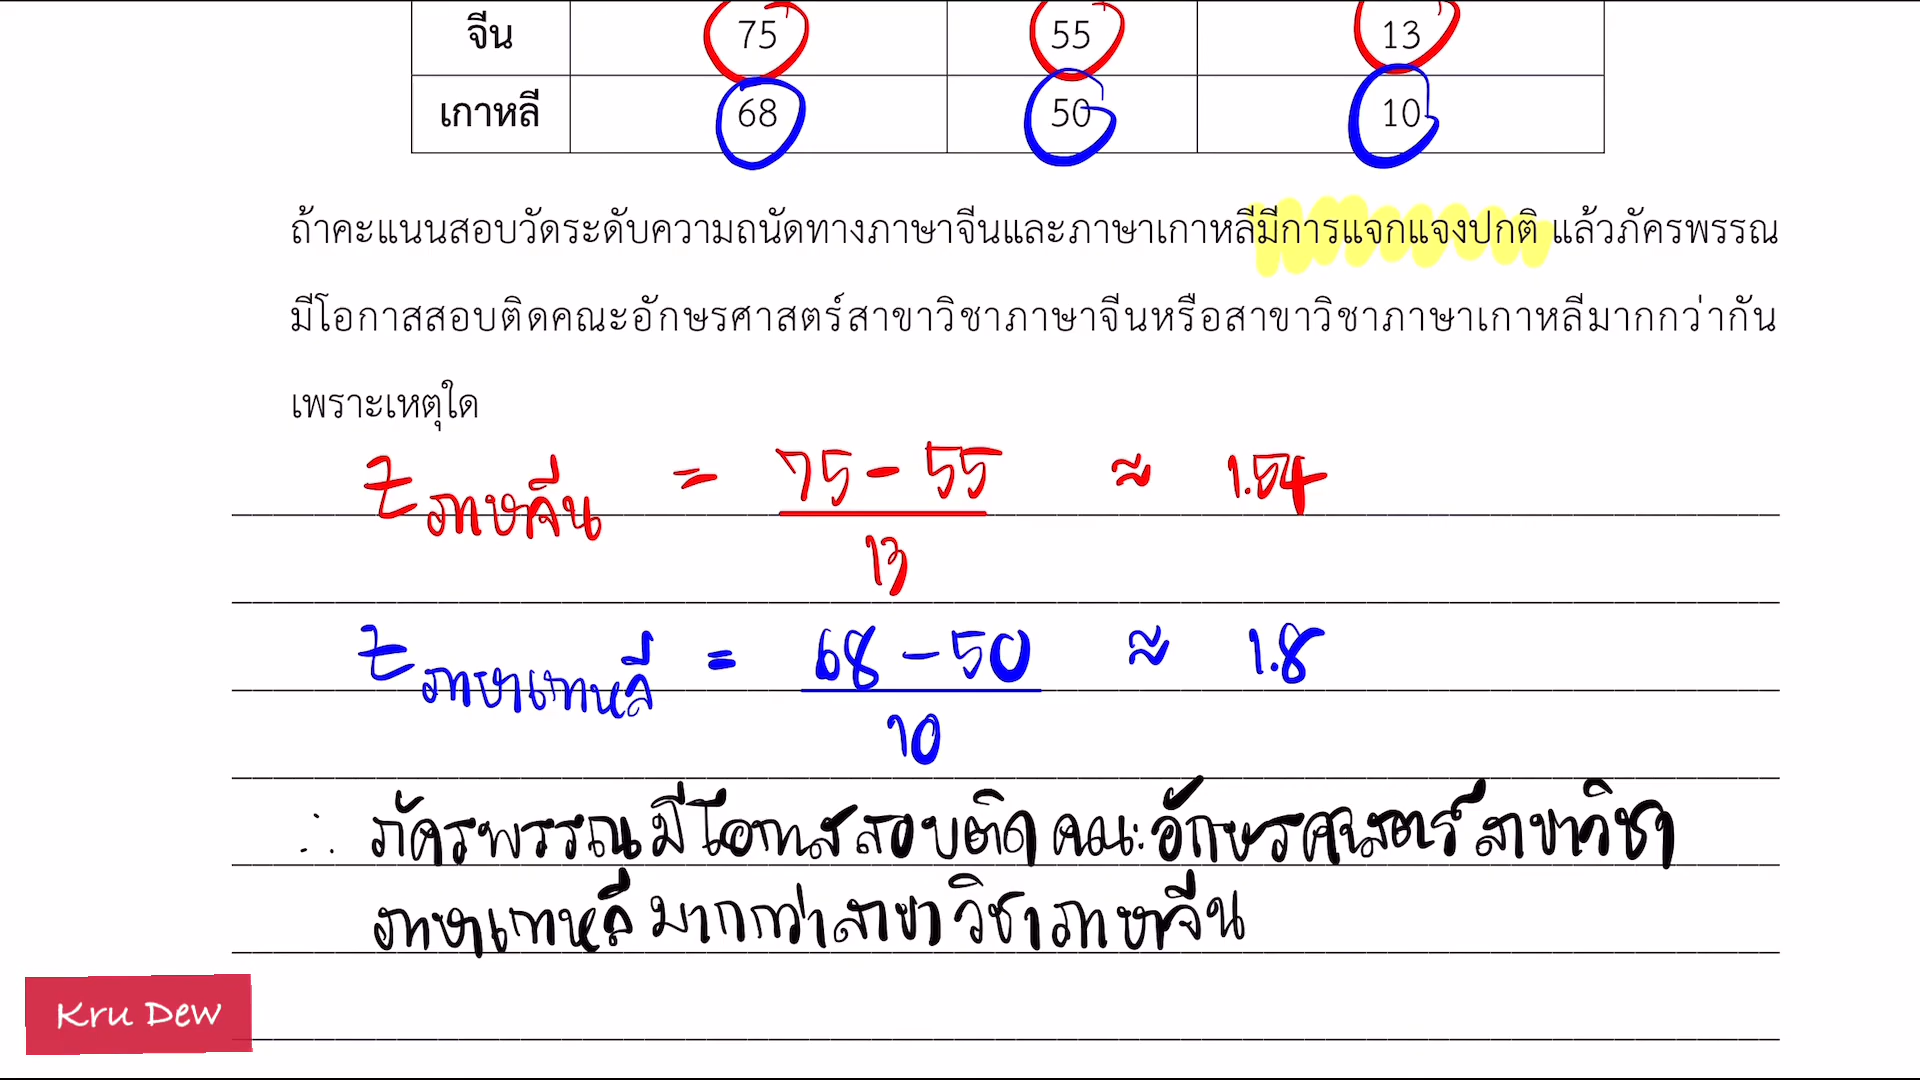 จีน 75 55 13
เกาหลี 68 50 10
ถ้าคะแนนสอบวัดระดับความถนัดทางภาษาจีนและภาษาเกาหลีมีการแจกแจงปกติ แล้วภัครพรรณ
มีโอกาสสอบติดคณะอักษรศาสตร์สาขาวิชาภาษาจีนหรือสาขาวิชาภาษาเกาหลีมากกว่ากัน
เพราะเหตุใด
Z ภาษาจีน = 75 - 55 / 13 ≈ 1.54
Z ภาษาเกาหลี = 68 - 50 / 10 ≈ 1.8
∴ ภัครพรรณมีโอกาสสอบติดคณะอักษรศาสตร์สาขาวิชา
ภาษาเกาหลีมากกว่าสาขาวิชาภาษาจีน
Kru Dew